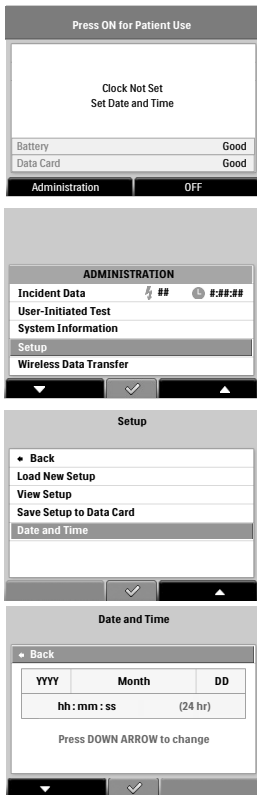 Press ON for Patient Use
Clock Not Set
Set Date and Time
Battery Good
Data Card Good
Administration OFF
ADMINISTRATION
Incident Data ## #:##:##
User-Initiated Test
System Information
Setup
Wireless Data Transfer
Setup
Back
Load New Setup
View Setup
Save Setup to Data Card
Date and Time
Date and Time
Back
YYYY Month DD
hh : mm : ss (24 hr)
Press DOWN ARROW to change